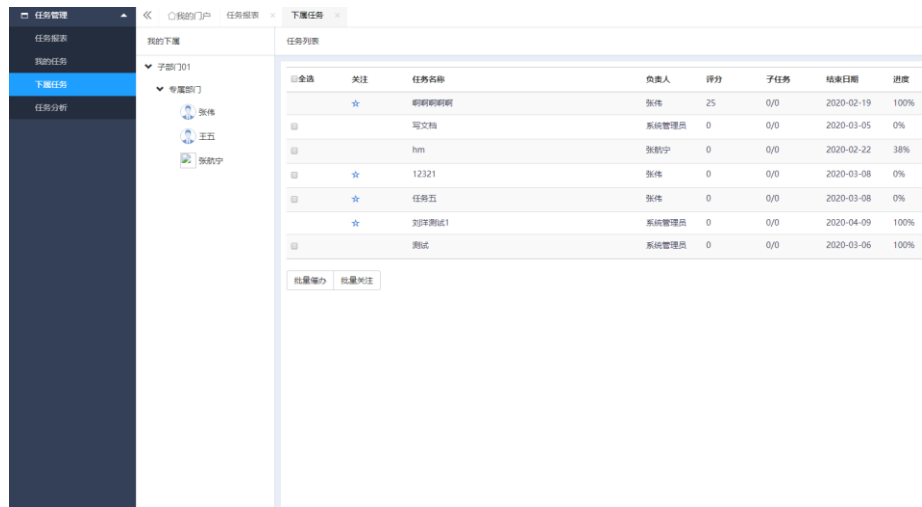 任务管理
任务报表
我的任务
下属任务
任务分析
我的门户 任务报表 × 下属任务 ×
我的下属
子部门01
专属部门
张伟
王五
张航宁
任务列表
全选 关注 任务名称 负责人 评分 子任务 结束日期 进度
啊啊啊啊啊 张伟 25 0/0 2020-02-19 100%
写文档 系统管理员 0 0/0 2020-03-05 0%
hm 张航宁 0 0/0 2020-02-22 38%
12321 张伟 0 0/0 2020-03-08 0%
任务五 张伟 0 0/0 2020-03-08 0%
刘洋测试1 系统管理员 0 0/0 2020-04-09 100%
测试 系统管理员 0 0/0 2020-03-06 100%
批量催办 批量关注